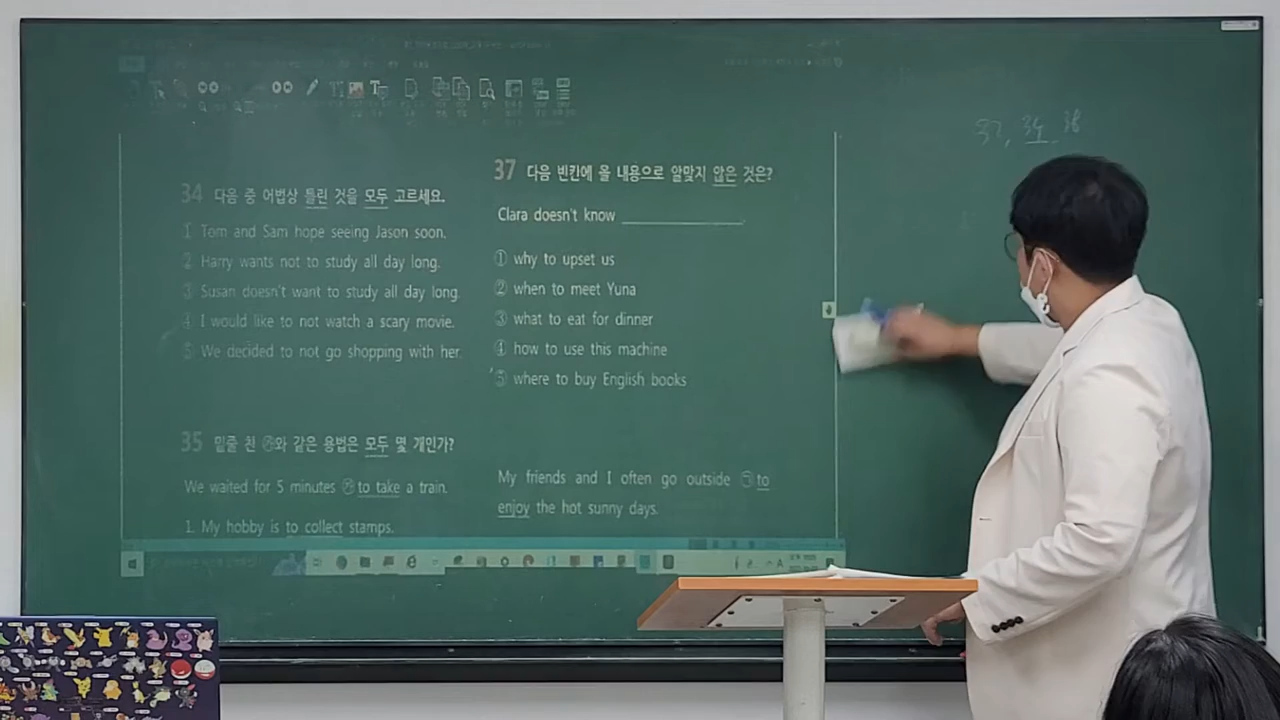 37, 34, 38
34 다음 중 어법상 틀린 것을 모두 고르세요.
① Tom and Sam hope seeing Jason soon.
② Harry wants not to study all day long.
③ Susan doesn't want to study all day long.
④ I would like to not watch a scary movie.
⑤ We decided to not go shopping with her.
35 밑줄 친 ㉮와 같은 용법은 모두 몇 개인가?
We waited for 5 minutes ㉮to take a train.
1. My hobby is to collect stamps.
37 다음 빈칸에 올 내용으로 알맞지 않은 것은?
Clara doesn't know
① why to upset us
② when to meet Yuna
③ what to eat for dinner
④ how to use this machine
⑤ where to buy English books
My friends and I often go outside ㉠to
enjoy the hot sunny days.